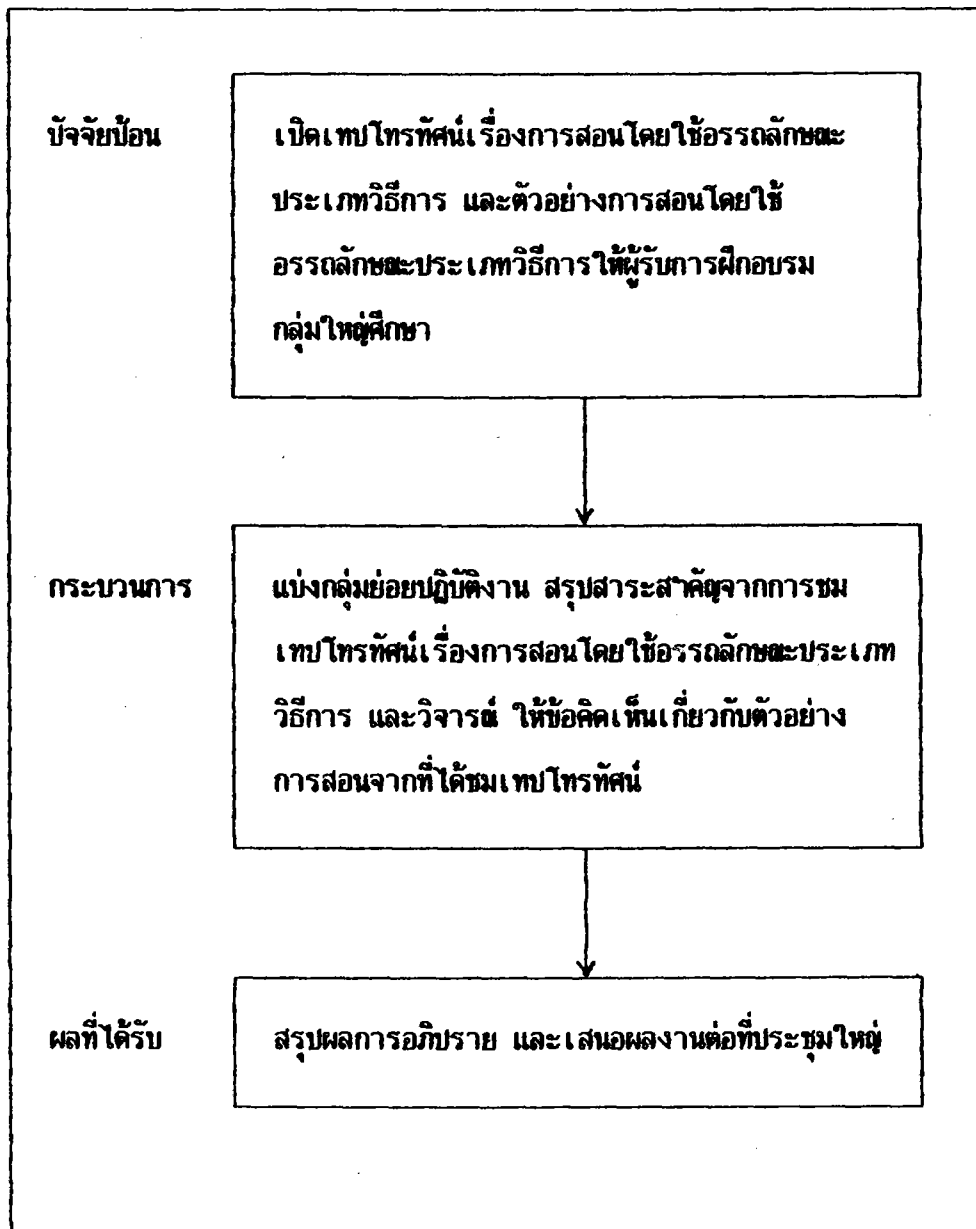 ปัจจัยป้อน
เปิดเทปโทรทัศน์เรื่องการสอนโดยใช้อรรถลักษณะ
ประเภทวิธีการ และตัวอย่างการสอนโดยใช้
อรรถลักษณะประเภทวิธีการให้ผู้รับการฝึกอบรม
กลุ่มใหญ่ศึกษา
กระบวนการ
แบ่งกลุ่มย่อยปฏิบัติงาน สรุปสาระสำคัญจากการชม
เทปโทรทัศน์เรื่องการสอนโดยใช้อรรถลักษณะประเภท
วิธีการ และวิจารณ์ ให้ข้อคิดเห็นเกี่ยวกับตัวอย่าง
การสอนจากที่ได้ชมเทปโทรทัศน์
ผลที่ได้รับ
สรุปผลการอภิปราย และเสนอผลงานต่อที่ประชุมใหญ่